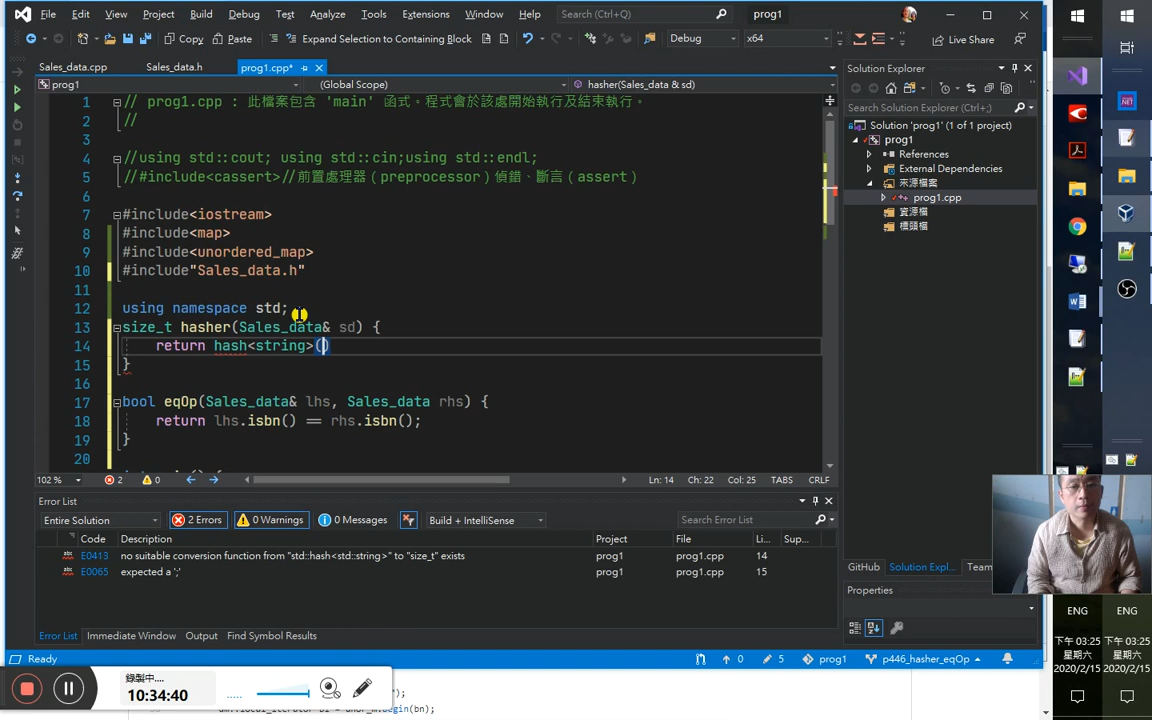 File Edit View Project Build Debug Test Analyze Tools Extensions Window Help Search (Ctrl+Q) prog1
Copy Paste Expand Selection to Containing Block Debug x64 Live Share
Sales_data.cpp Sales_data.h prog1.cpp*
prog1 (Global Scope) hasher(Sales_data & sd)
1 // prog1.cpp : 此檔案包含 'main' 函式。程式會於該處開始執行及結束執行。
2 //
3
4 //using std::cout; using std::cin;using std::endl;
5 //#include<cassert>//前置處理器（preprocessor）偵錯、斷言（assert）
6
7 #include<iostream>
8 #include<map>
9 #include<unordered_map>
10 #include"Sales_data.h"
11
12 using namespace std;
13 size_t hasher(Sales_data& sd) {
14 return hash<string>()
15 }
16
17 bool eqOp(Sales_data& lhs, Sales_data rhs) {
18 return lhs.isbn() == rhs.isbn();
19 }
20
102 % 2 0 Ln: 14 Ch: 22 Col: 25 TABS CRLF
Error List
Entire Solution 2 Errors 0 Warnings 0 Messages Build + IntelliSense Search Error List
Code Description Project File Li... Sup...
E0413 no suitable conversion function from "std::hash<std::string>" to "size_t" exists prog1 prog1.cpp 14
E0065 expected a ';' prog1 prog1.cpp 15
Error List Immediate Window Output Find Symbol Results
Ready 0 5 prog1 p446_hasher_eqOp
Solution Explorer
Search Solution Explorer (Ctrl+;)
Solution 'prog1' (1 of 1 project)
prog1
References
External Dependencies
來源檔案
prog1.cpp
資源檔
標頭檔
GitHub Solution Expl... Team
Properties
錄製中....
10:34:40
.begin(bn);
ENG ENG
下午 03:25 下午 03:25
星期六 星期六
2020/2/15 2020/2/15